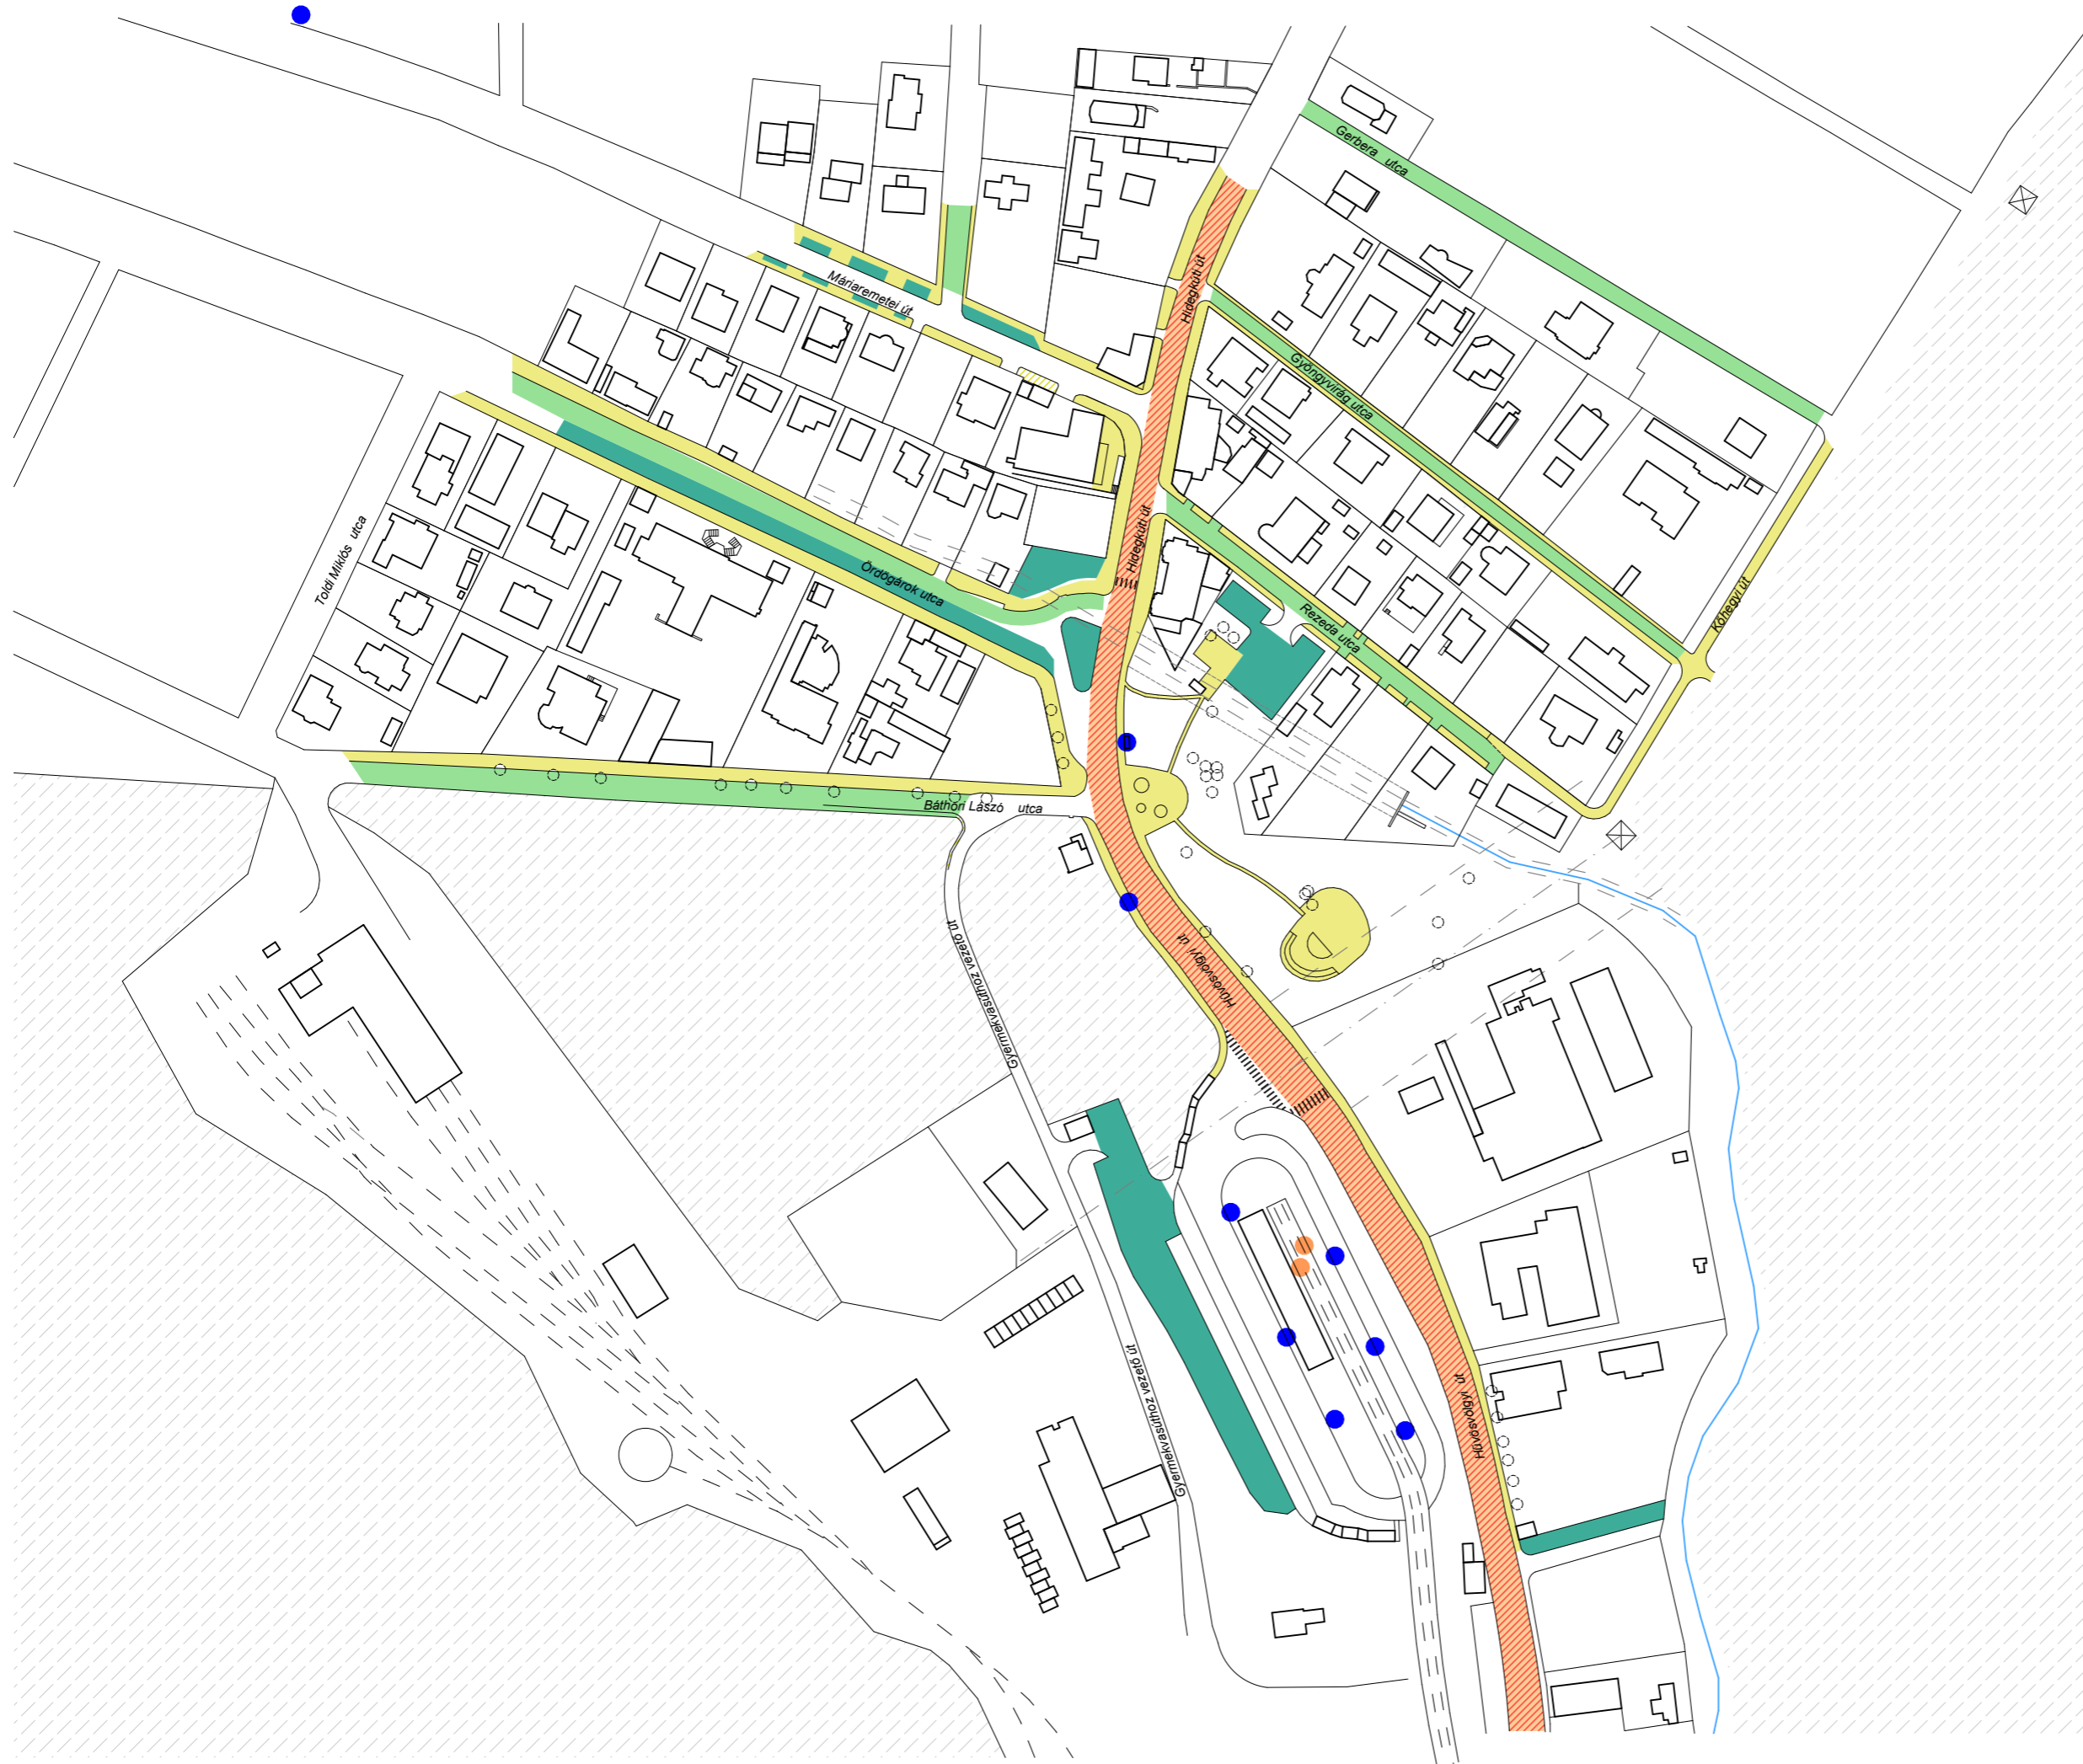 Gerbera utca
Máriaremetei út
Hidegkúti út
Gyöngyvirág utca
Toldi Miklós utca
Hidegkúti út
Ördögárok utca
Rezeda utca
Kőhegyi út
Báthori Lászó utca
Gyermekvasúthoz vezető út
Hűvösvölgyi út
Gyermekvasúthoz vezető út
Hűvösvölgyi út